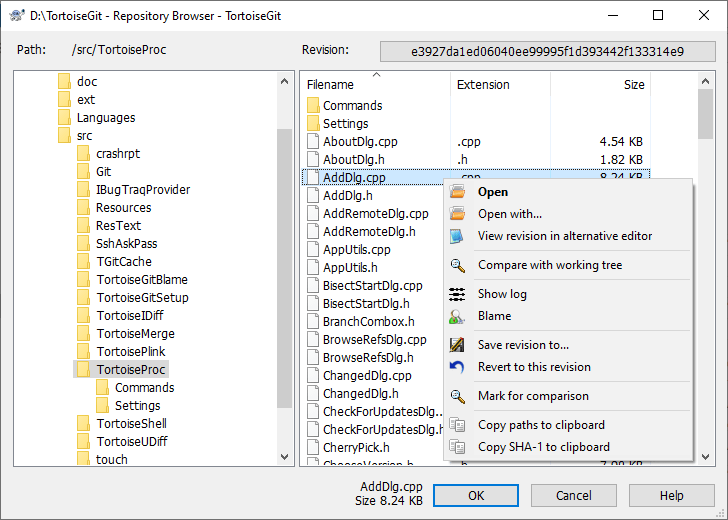 D:\TortoiseGit - Repository Browser - TortoiseGit
Path: /src/TortoiseProc
Revision: e3927da1ed06040ee99995f1d393442f133314e9
doc
ext
Languages
src
crashrpt
Git
IBugTraqProvider
Resources
ResText
SshAskPass
TGitCache
TortoiseGitBlame
TortoiseGitSetup
TortoiseIDiff
TortoiseMerge
TortoisePlink
TortoiseProc
Commands
Settings
TortoiseShell
TortoiseUDiff
touch
Filename Extension Size
Commands
Settings
AboutDlg.cpp .cpp 4.54 KB
AboutDlg.h .h 1.82 KB
AddDlg.cpp .cpp 8.24 KB
AddDlg.h
AddRemoteDlg.cpp
AddRemoteDlg.h
AppUtils.cpp
AppUtils.h
BisectStartDlg.cpp
BisectStartDlg.h
BranchCombox.h
BrowseRefsDlg.cpp
BrowseRefsDlg.h
ChangedDlg.cpp
ChangedDlg.h
CheckForUpdatesDlg...
CheckForUpdatesDlg.h
CherryPick.h
ChooseVersion.h .h 7.08 KB
Open
Open with...
View revision in alternative editor
Compare with working tree
Show log
Blame
Save revision to...
Revert to this revision
Mark for comparison
Copy paths to clipboard
Copy SHA-1 to clipboard
AddDlg.cpp
Size 8.24 KB
OK
Cancel
Help